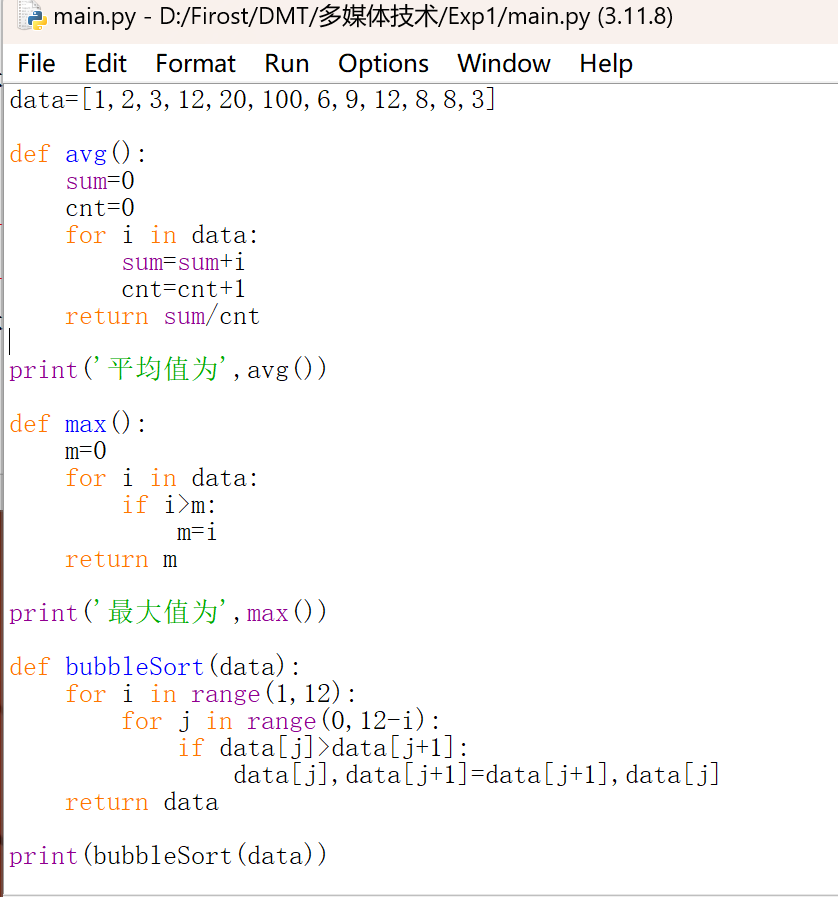 main.py - D:/Firost/DMT/多媒体技术/Exp1/main.py (3.11.8)
File Edit Format Run Options Window Help
data=[1,2,3,12,20,100,6,9,12,8,8,3]
def avg():
    sum=0
    cnt=0
    for i in data:
        sum=sum+i
        cnt=cnt+1
    return sum/cnt
print('平均值为',avg())
def max():
    m=0
    for i in data:
        if i>m:
            m=i
    return m
print('最大值为',max())
def bubbleSort(data):
    for i in range(1,12):
        for j in range(0,12-i):
            if data[j]>data[j+1]:
                data[j],data[j+1]=data[j+1],data[j]
    return data
print(bubbleSort(data))